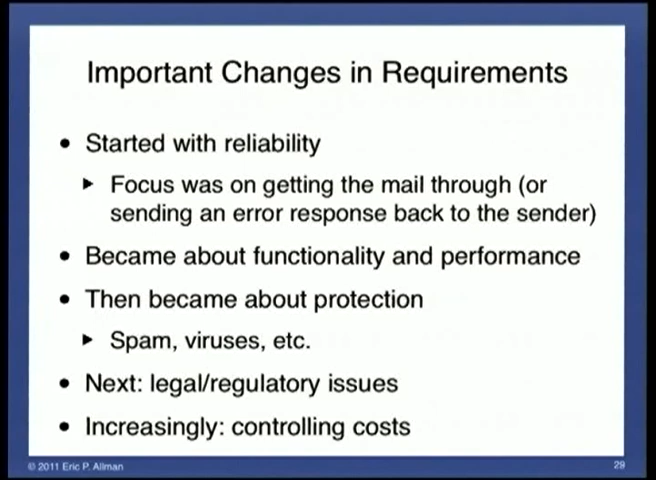 Important Changes in Requirements
• Started with reliability
▸ Focus was on getting the mail through (or
sending an error response back to the sender)
• Became about functionality and performance
• Then became about protection
▸ Spam, viruses, etc.
• Next: legal/regulatory issues
• Increasingly: controlling costs
© 2011 Eric P. Allman
29